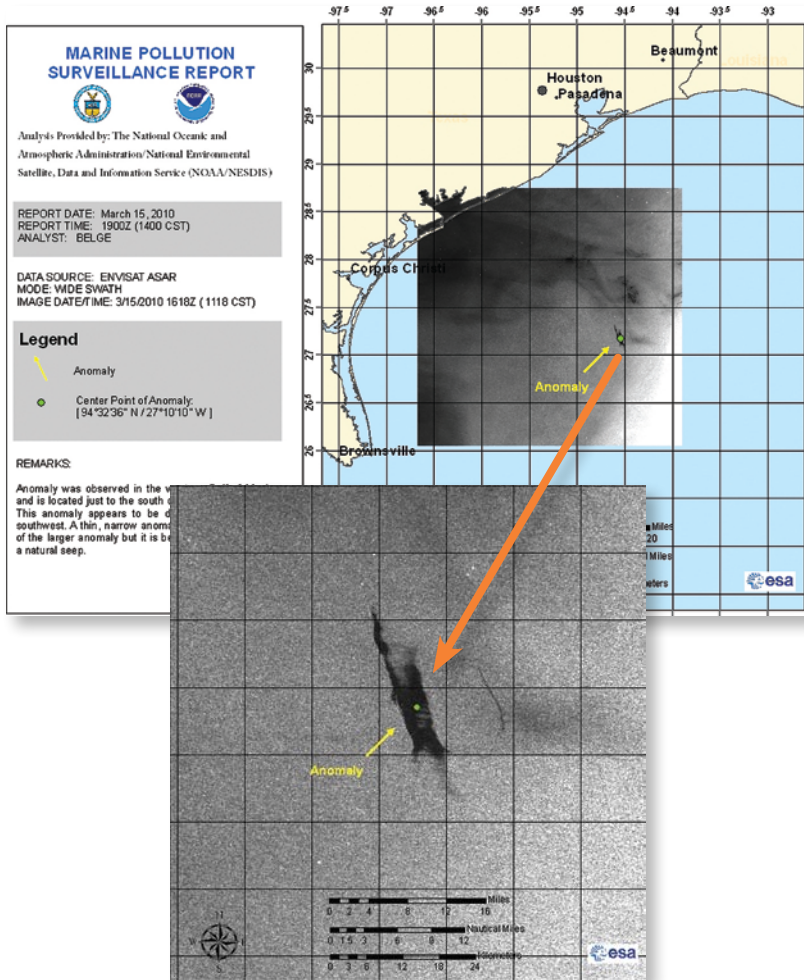 MARINE POLLUTION
SURVEILLANCE REPORT
Analysis Provided by: The National Oceanic and
Atmospheric Administration/National Environmental
Satellite, Data and Information Service (NOAA/NESDIS)
REPORT DATE: March 15, 2010
REPORT TIME: 1900Z (1400 CST)
ANALYST: BELGE
DATA SOURCE: ENVISAT ASAR
MODE: WIDE SWATH
IMAGE DATE/TIME: 3/15/2010 1618Z (1118 CST)
Legend
Anomaly
Center Point of Anomaly:
[ 94°32'36" N / 27°10'10" W ]
REMARKS:
Anomaly was observed in the
and is located just to the south
This anomaly appears to be
southwest. A thin, narrow
of the larger anomaly but it is
a natural seep.
-97.5 -97 -96.5 -96 -95.5 -95 -94.5 -94 -93.5 -93
30
29.5
29
28.5
28
27.5
27
26.5
26
Beaumont
Louisiana
Houston
Pasadena
Corpus Christi
Anomaly
Brownsville
Miles
20
Miles
esa
Anomaly
Miles
0 2 4 8 12 16
Nautical Miles
0 1.5 3 6 9 12
Kilometers
0 3 6 12 18 24
N
W
S
esa